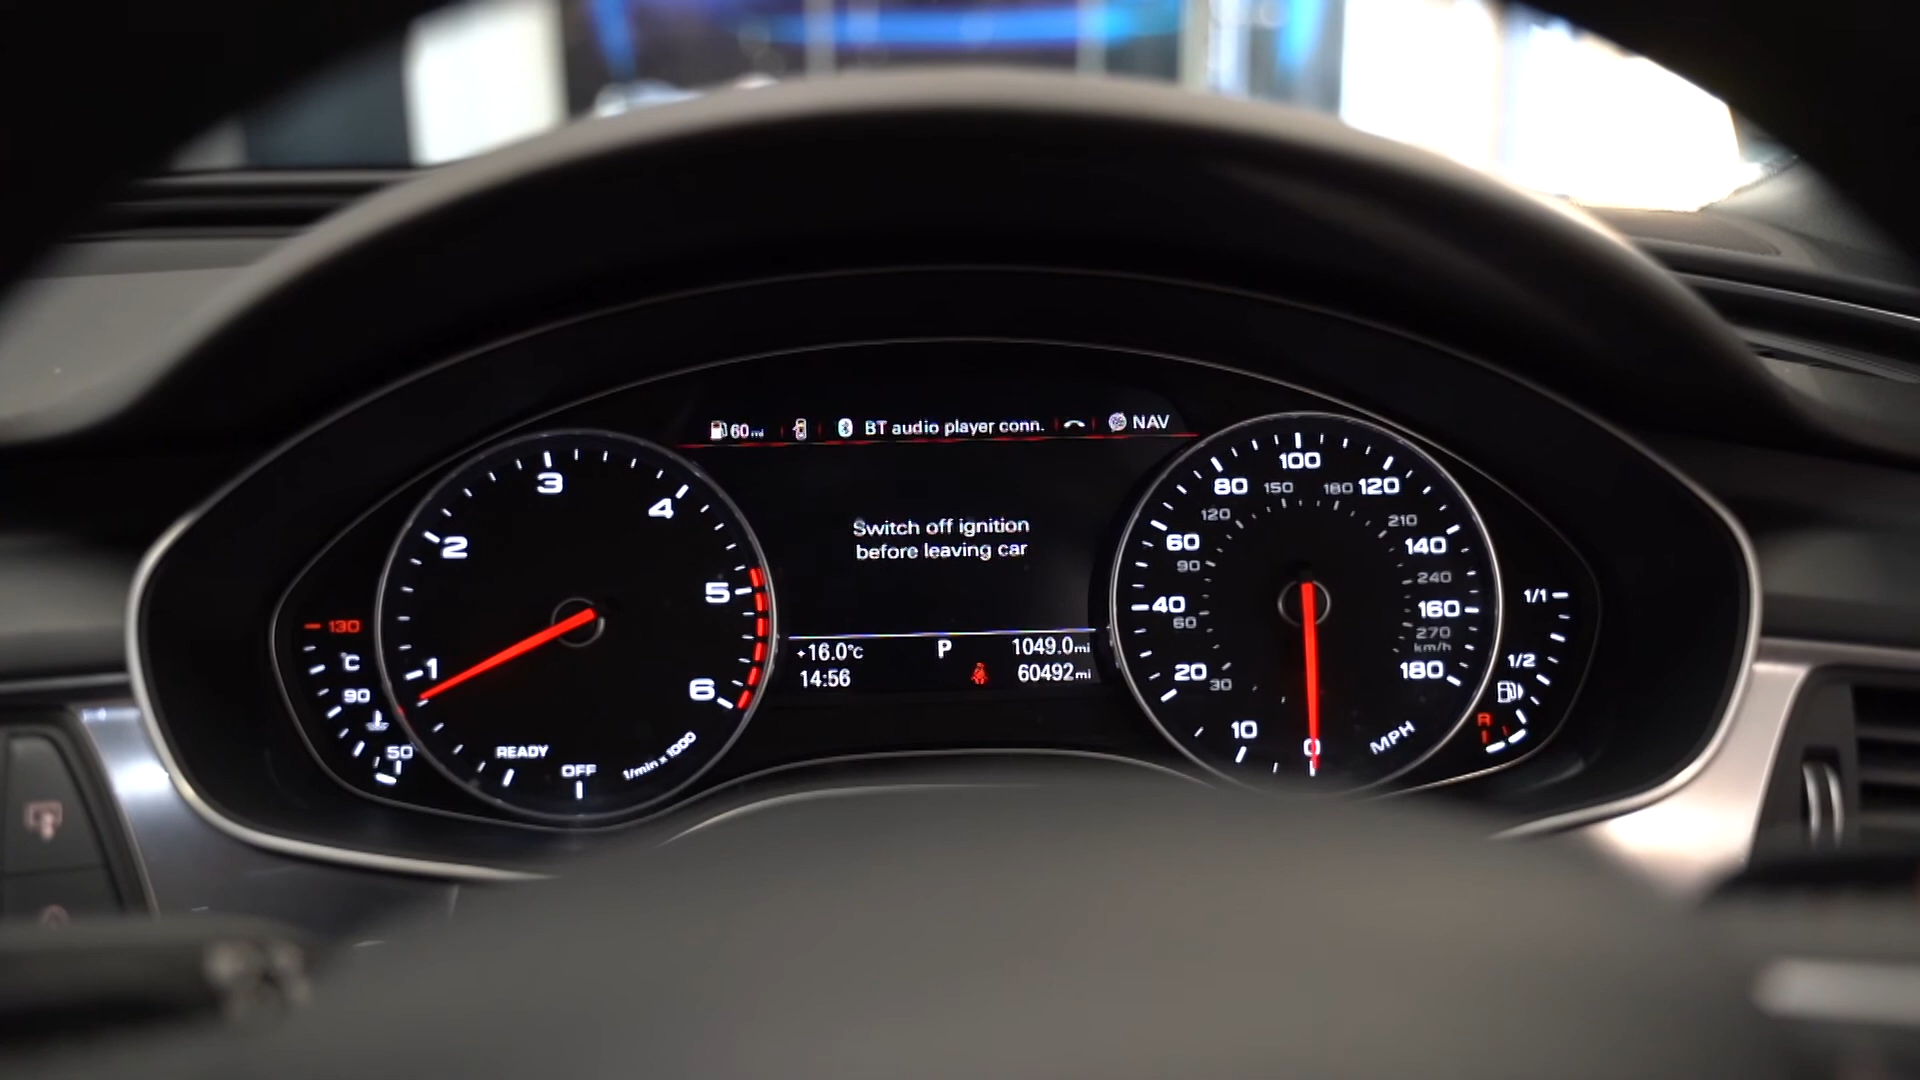 60mi
BT audio player conn.
NAV
Switch off ignition
before leaving car
+16.0°C
P
1049.0mi
14:56
60492mi
1
2
3
4
5
6
READY
OFF
1/min x 1000
130
°C
90
50
0
10
20
40
60
80
100
120
140
160
180
MPH
30
60
90
120
150
180
210
240
270
km/h
1/1
1/2
R